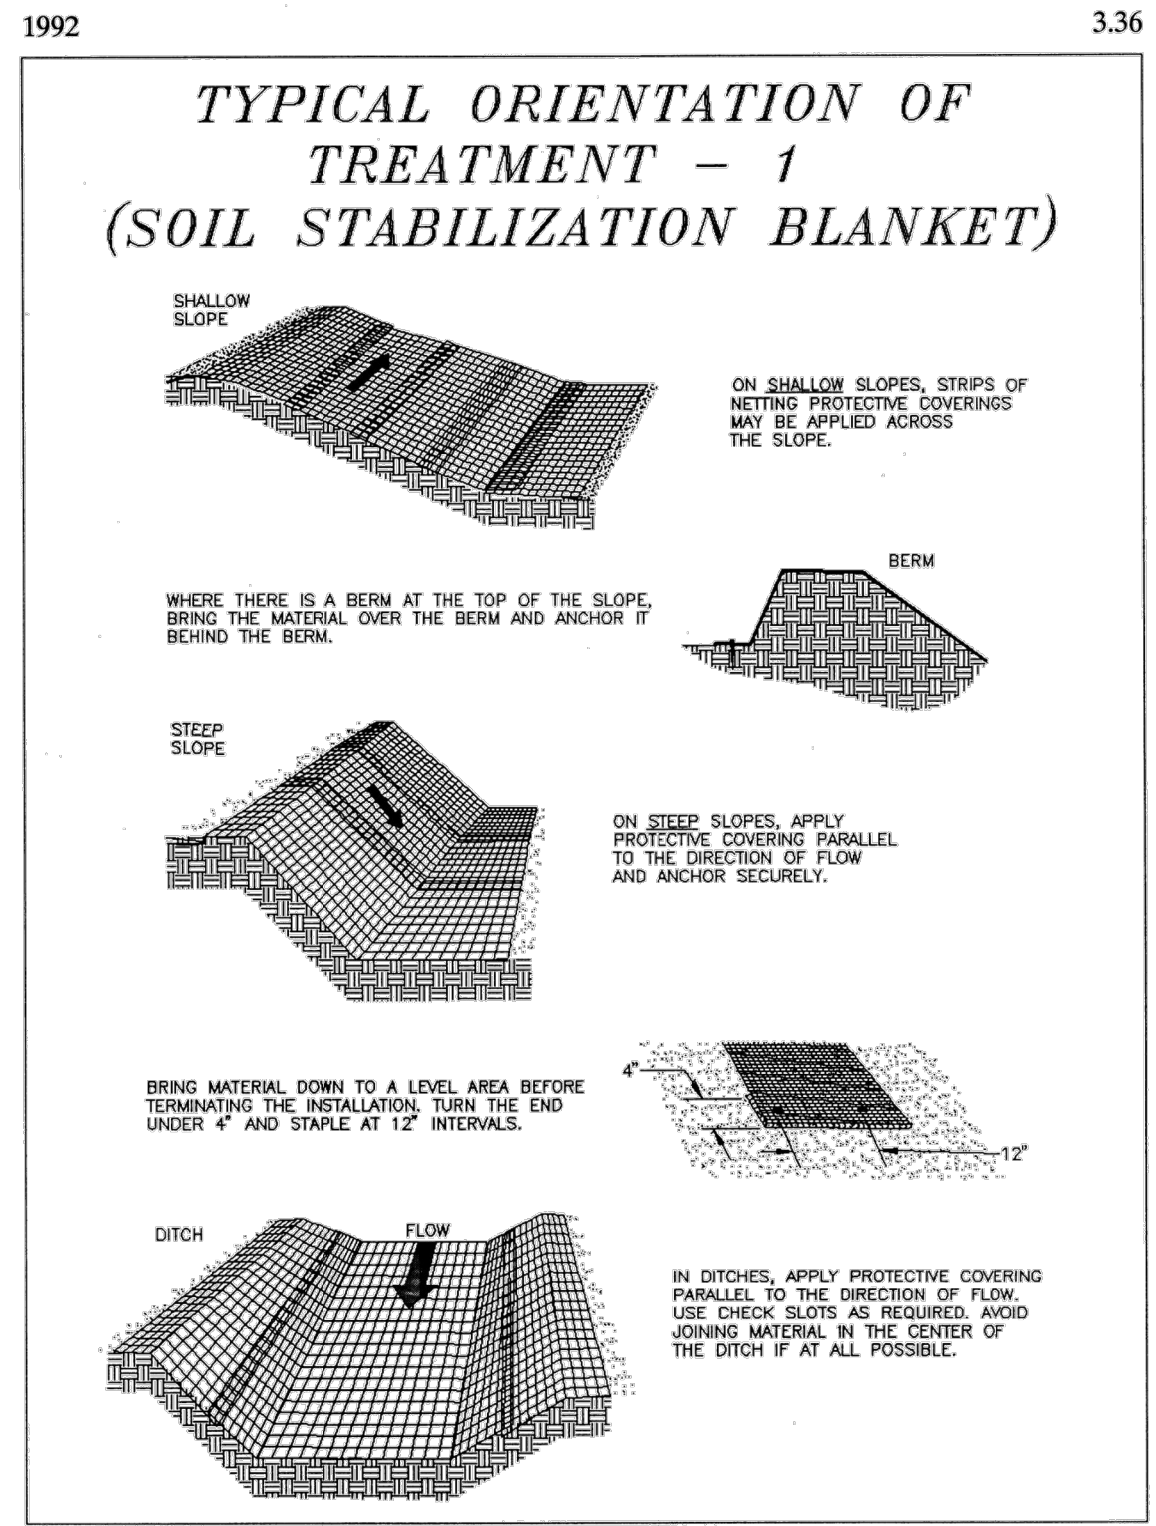 1992
3.36
TYPICAL ORIENTATION OF
TREATMENT – 1
(SOIL STABILIZATION BLANKET)
SHALLOW
SLOPE
ON SHALLOW SLOPES, STRIPS OF
NETTING PROTECTIVE COVERINGS
MAY BE APPLIED ACROSS
THE SLOPE.
BERM
WHERE THERE IS A BERM AT THE TOP OF THE SLOPE,
BRING THE MATERIAL OVER THE BERM AND ANCHOR IT
BEHIND THE BERM.
STEEP
SLOPE
ON STEEP SLOPES, APPLY
PROTECTIVE COVERING PARALLEL
TO THE DIRECTION OF FLOW
AND ANCHOR SECURELY.
4"
BRING MATERIAL DOWN TO A LEVEL AREA BEFORE
TERMINATING THE INSTALLATION. TURN THE END
UNDER 4" AND STAPLE AT 12" INTERVALS.
12"
DITCH
FLOW
IN DITCHES, APPLY PROTECTIVE COVERING
PARALLEL TO THE DIRECTION OF FLOW.
USE CHECK SLOTS AS REQUIRED. AVOID
JOINING MATERIAL IN THE CENTER OF
THE DITCH IF AT ALL POSSIBLE.